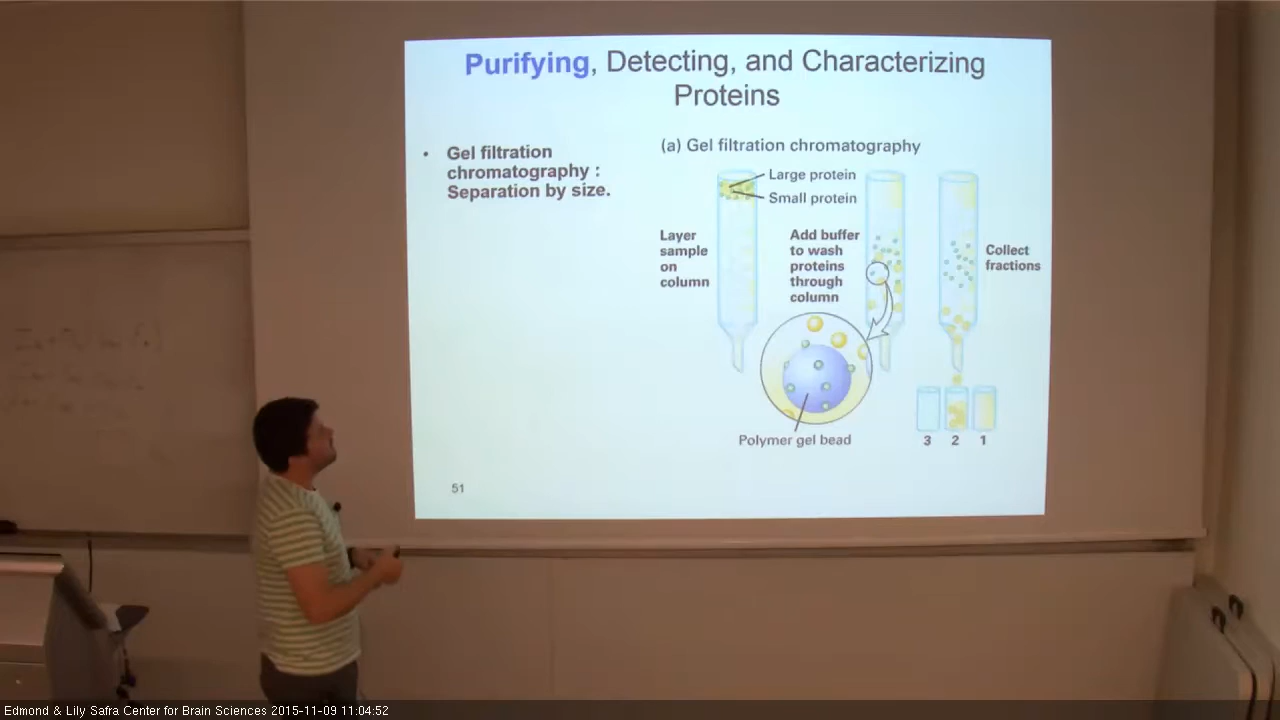 Purifying, Detecting, and Characterizing
Proteins
• Gel filtration
chromatography :
Separation by size.
(a) Gel filtration chromatography
Large protein
Small protein
Layer
sample
on
column
Add buffer
to wash
proteins
through
column
Collect
fractions
Polymer gel bead
3 2 1
51
Edmond & Lily Safra Center for Brain Sciences 2015-11-09 11:04:52